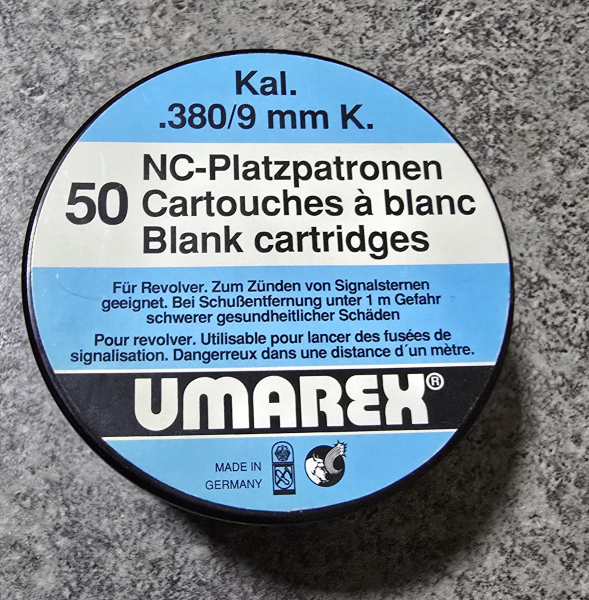 Kal.
.380/9 mm K.
50
NC-Platzpatronen
Cartouches à blanc
Blank cartridges
Für Revolver. Zum Zünden von Signalsternen
geeignet. Bei Schußentfernung unter 1 m Gefahr
schwerer gesundheitlicher Schäden
Pour revolver. Utilisable pour lancer des fusées de
signalisation. Dangerreux dans une distance d´un mètre.
UMAREX®
MADE IN
GERMANY